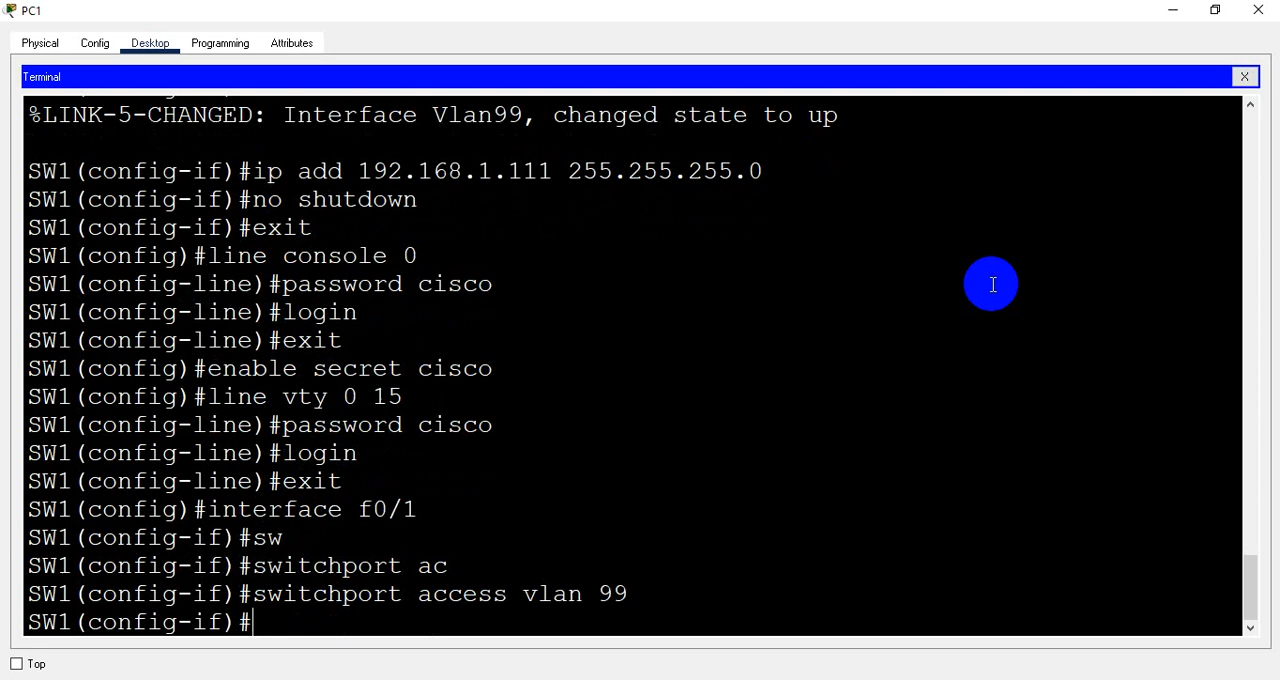 PC1
Physical Config Desktop Programming Attributes
Terminal X
%LINK-5-CHANGED: Interface Vlan99, changed state to up
SW1(config-if)#ip add 192.168.1.111 255.255.255.0
SW1(config-if)#no shutdown
SW1(config-if)#exit
SW1(config)#line console 0
SW1(config-line)#password cisco
SW1(config-line)#login
SW1(config-line)#exit
SW1(config)#enable secret cisco
SW1(config)#line vty 0 15
SW1(config-line)#password cisco
SW1(config-line)#login
SW1(config-line)#exit
SW1(config)#interface f0/1
SW1(config-if)#sw
SW1(config-if)#switchport ac
SW1(config-if)#switchport access vlan 99
SW1(config-if)#
Top